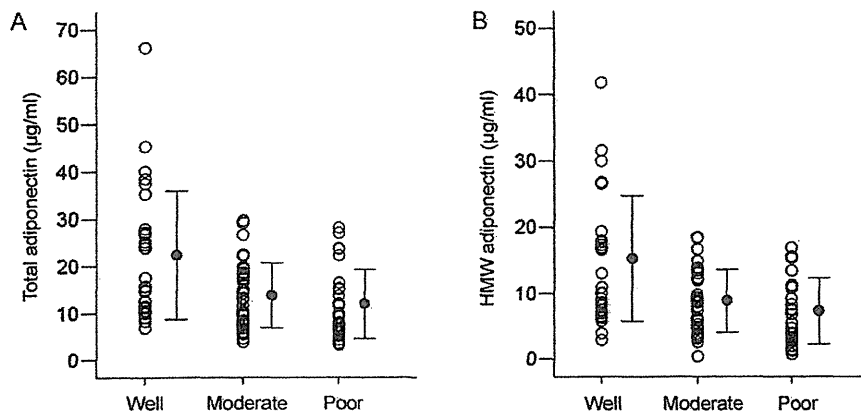 A
Total adiponectin (μg/ml)
70
60
50
40
30
20
10
0
Well Moderate Poor
B
HMW adiponectin (μg/ml)
50
40
30
20
10
0
Well Moderate Poor